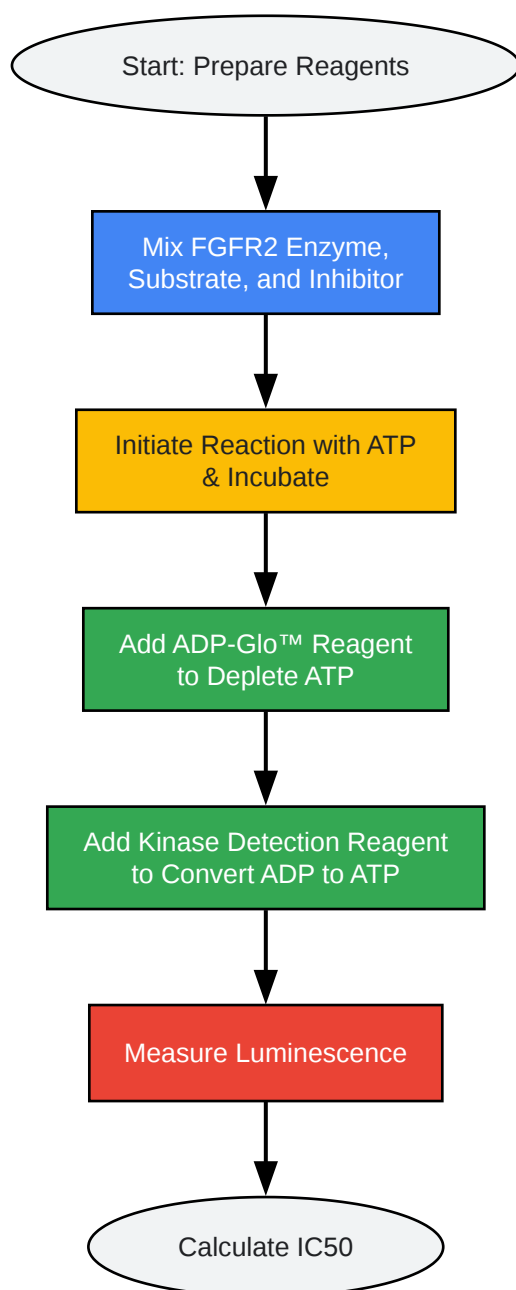 Start: Prepare Reagents
Mix FGFR2 Enzyme,
Substrate, and Inhibitor
Initiate Reaction with ATP
& Incubate
Add ADP-Glo™ Reagent
to Deplete ATP
Add Kinase Detection Reagent
to Convert ADP to ATP
Measure Luminescence
Calculate IC50